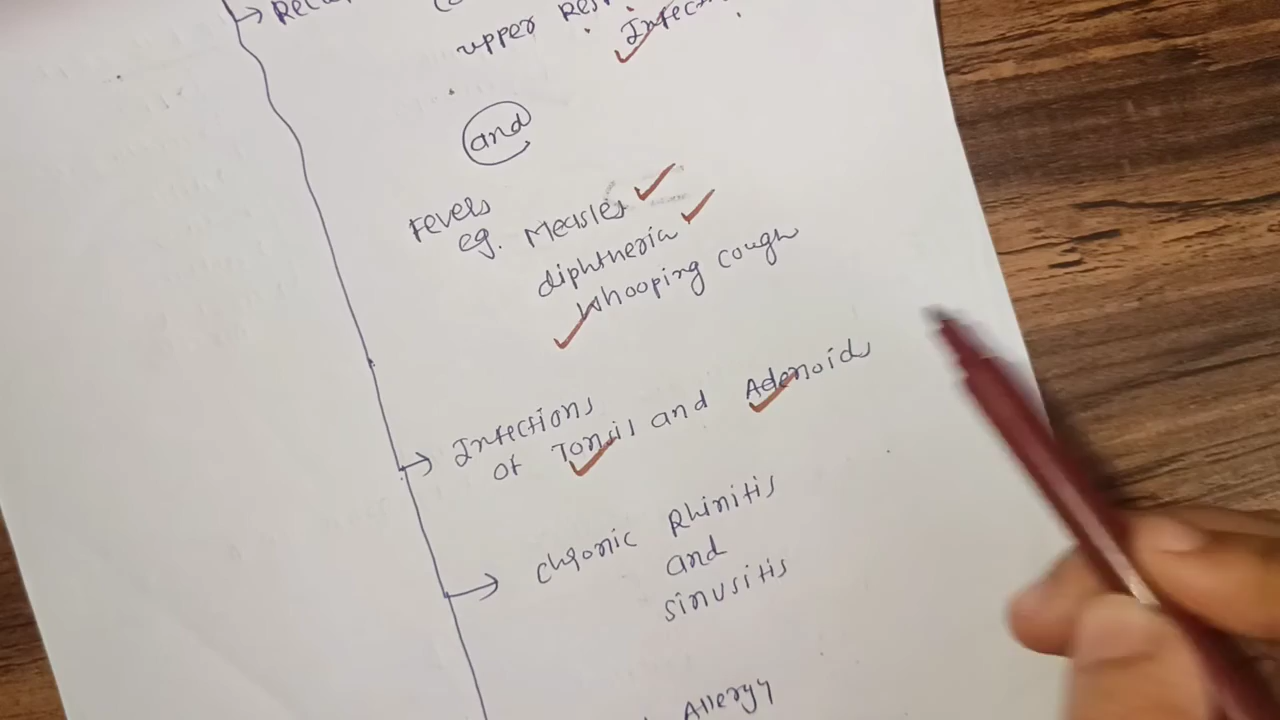 upper
and
Fevers
eg. Measles
diphtheria
Whooping cough
Infections
of Tonsil and Adenoids
chronic Rhinitis
and
sinusitis
Allergy